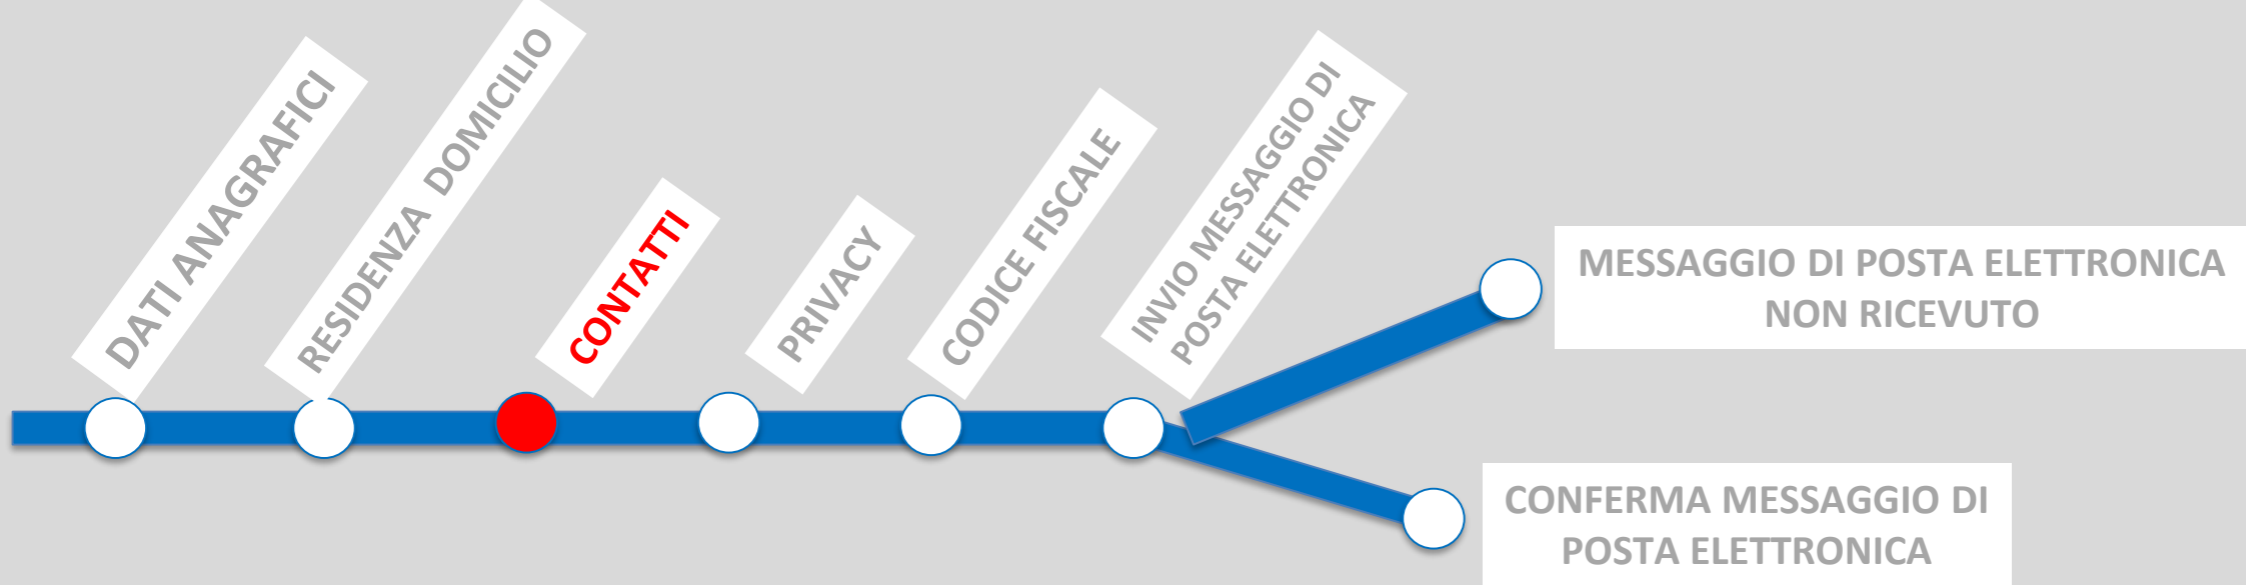 DATI ANAGRAFICI
RESIDENZA DOMICILIO
CONTATTI
PRIVACY
CODICE FISCALE
INVIO MESSAGGIO DI
POSTA ELETTRONICA
MESSAGGIO DI POSTA ELETTRONICA
NON RICEVUTO
CONFERMA MESSAGGIO DI
POSTA ELETTRONICA